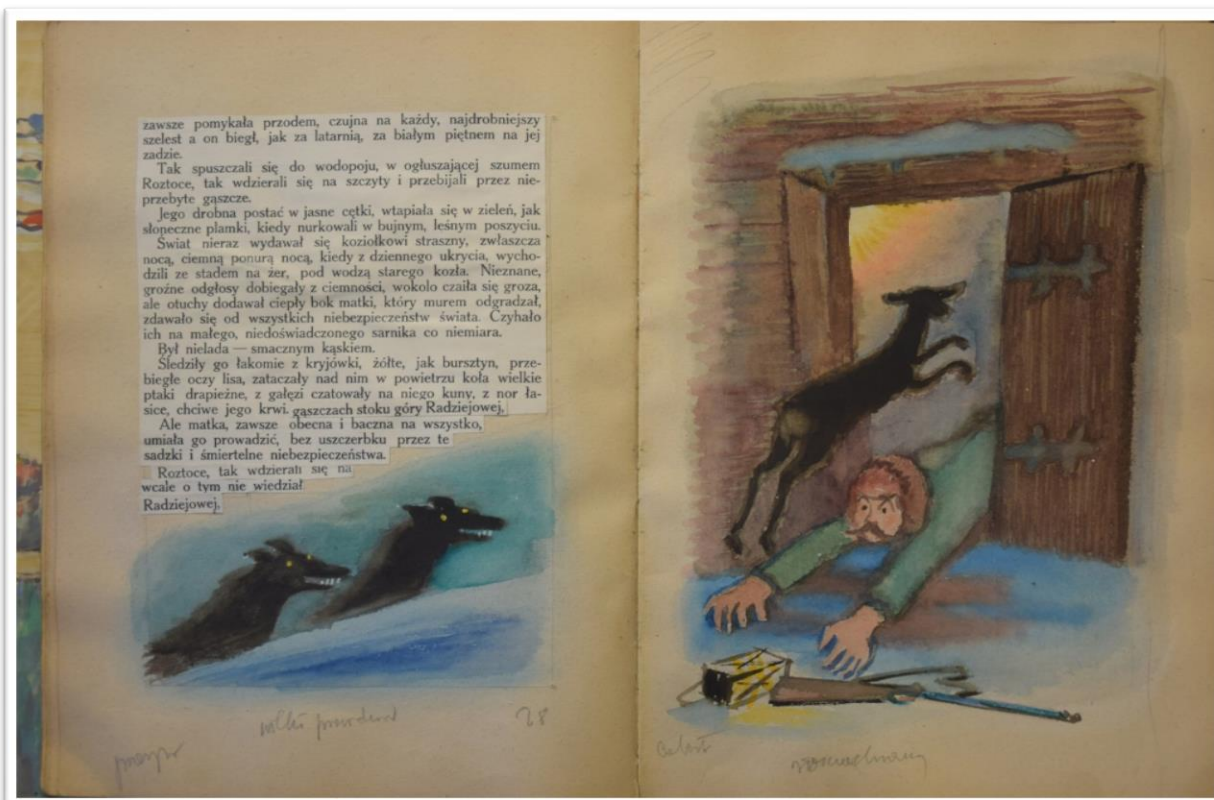 zawsze pomykała przodem, czujna na każdy, najdrobniejszy
szelest a on biegł, jak za latarnią, za białym piętnem na jej
zadzie.
Tak spuszczali się do wodopoju, w ogłuszającej szumem
Roztoce, tak wdzierali się na szczyty i przebijali przez nie-
przebyte gąszcze.
Jego drobna postać w jasne cętki, wtapiała się w zieleń, jak
słoneczne plamki, kiedy nurkowali w bujnym, leśnym poszyciu.
Świat nieraz wydawał się koziołkowi straszny, zwłaszcza
nocą, ciemną ponurą nocą, kiedy z dziennego ukrycia, wycho-
dzili ze stadem na żer, pod wodzą starego kozła. Nieznane,
groźne odgłosy dobiegały z ciemności, wokoło czaiła się groza,
ale otuchy dodawał ciepły bok matki, który murem odgradzał,
zdawało się od wszystkich niebezpieczeństw świata. Czyhało
ich na małego, niedoświadczonego sarnika co niemiara.
Był nielada — smacznym kąskiem.
Śledziły go łakomie z kryjówki, żółte, jak bursztyn, prze-
biegłe oczy lisa, zataczały nad nim w powietrzu koła wielkie
ptaki drapieżne, z gałęzi czatowały na niego kuny, z nor ła-
sice, chciwe jego krwi. gąszczach stoku góry Radziejowej,
Ale matka, zawsze obecna i baczna na wszystko,
umiała go prowadzić, bez uszczerbku przez te
sadzki i śmiertelne niebezpieczeństwa.
Roztoce, tak wdzierali się na
wcale o tym nie wiedział
Radziejowej,
28